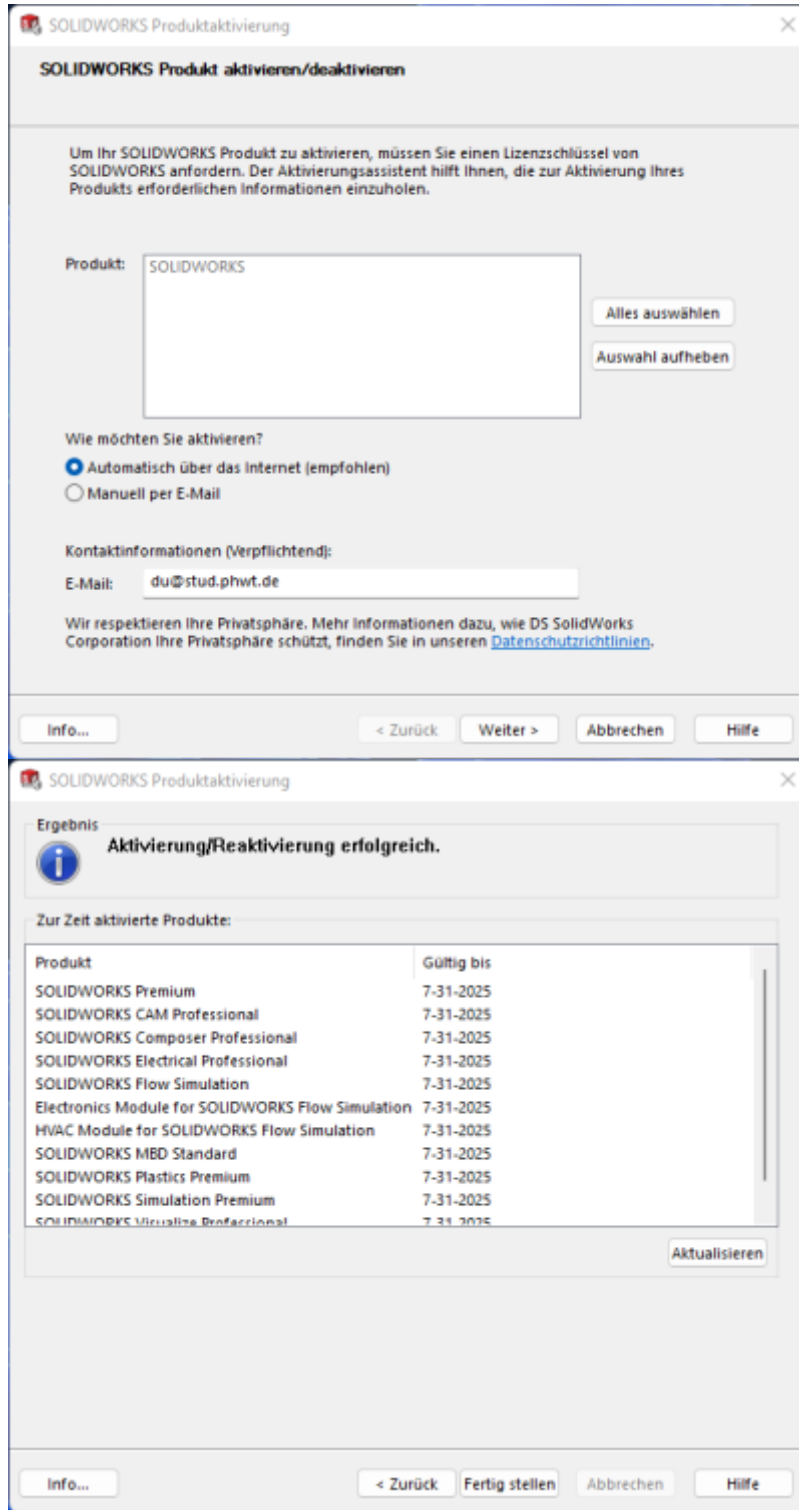 SOLIDWORKS Produktaktivierung
SOLIDWORKS Produkt aktivieren/deaktivieren
Um Ihr SOLIDWORKS Produkt zu aktivieren, müssen Sie einen Lizenzschlüssel von
SOLIDWORKS anfordern. Der Aktivierungsassistent hilft Ihnen, die zur Aktivierung Ihres
Produkts erforderlichen Informationen einzuholen.
Produkt: SOLIDWORKS
Alles auswählen
Auswahl aufheben
Wie möchten Sie aktivieren?
Automatisch über das Internet (empfohlen)
Manuell per E-Mail
Kontaktinformationen (Verpflichtend):
E-Mail: du@stud.phwt.de
Wir respektieren Ihre Privatsphäre. Mehr Informationen dazu, wie DS SolidWorks
Corporation Ihre Privatsphäre schützt, finden Sie in unseren Datenschutzrichtlinien.
Info... < Zurück Weiter > Abbrechen Hilfe
SOLIDWORKS Produktaktivierung
Ergebnis
Aktivierung/Reaktivierung erfolgreich.
Zur Zeit aktivierte Produkte:
Produkt Gültig bis
SOLIDWORKS Premium 7-31-2025
SOLIDWORKS CAM Professional 7-31-2025
SOLIDWORKS Composer Professional 7-31-2025
SOLIDWORKS Electrical Professional 7-31-2025
SOLIDWORKS Flow Simulation 7-31-2025
Electronics Module for SOLIDWORKS Flow Simulation 7-31-2025
HVAC Module for SOLIDWORKS Flow Simulation 7-31-2025
SOLIDWORKS MBD Standard 7-31-2025
SOLIDWORKS Plastics Premium 7-31-2025
SOLIDWORKS Simulation Premium 7-31-2025
SOLIDWORKS Visualize Professional 7-31-2025
Aktualisieren
Info... < Zurück Fertig stellen Abbrechen Hilfe